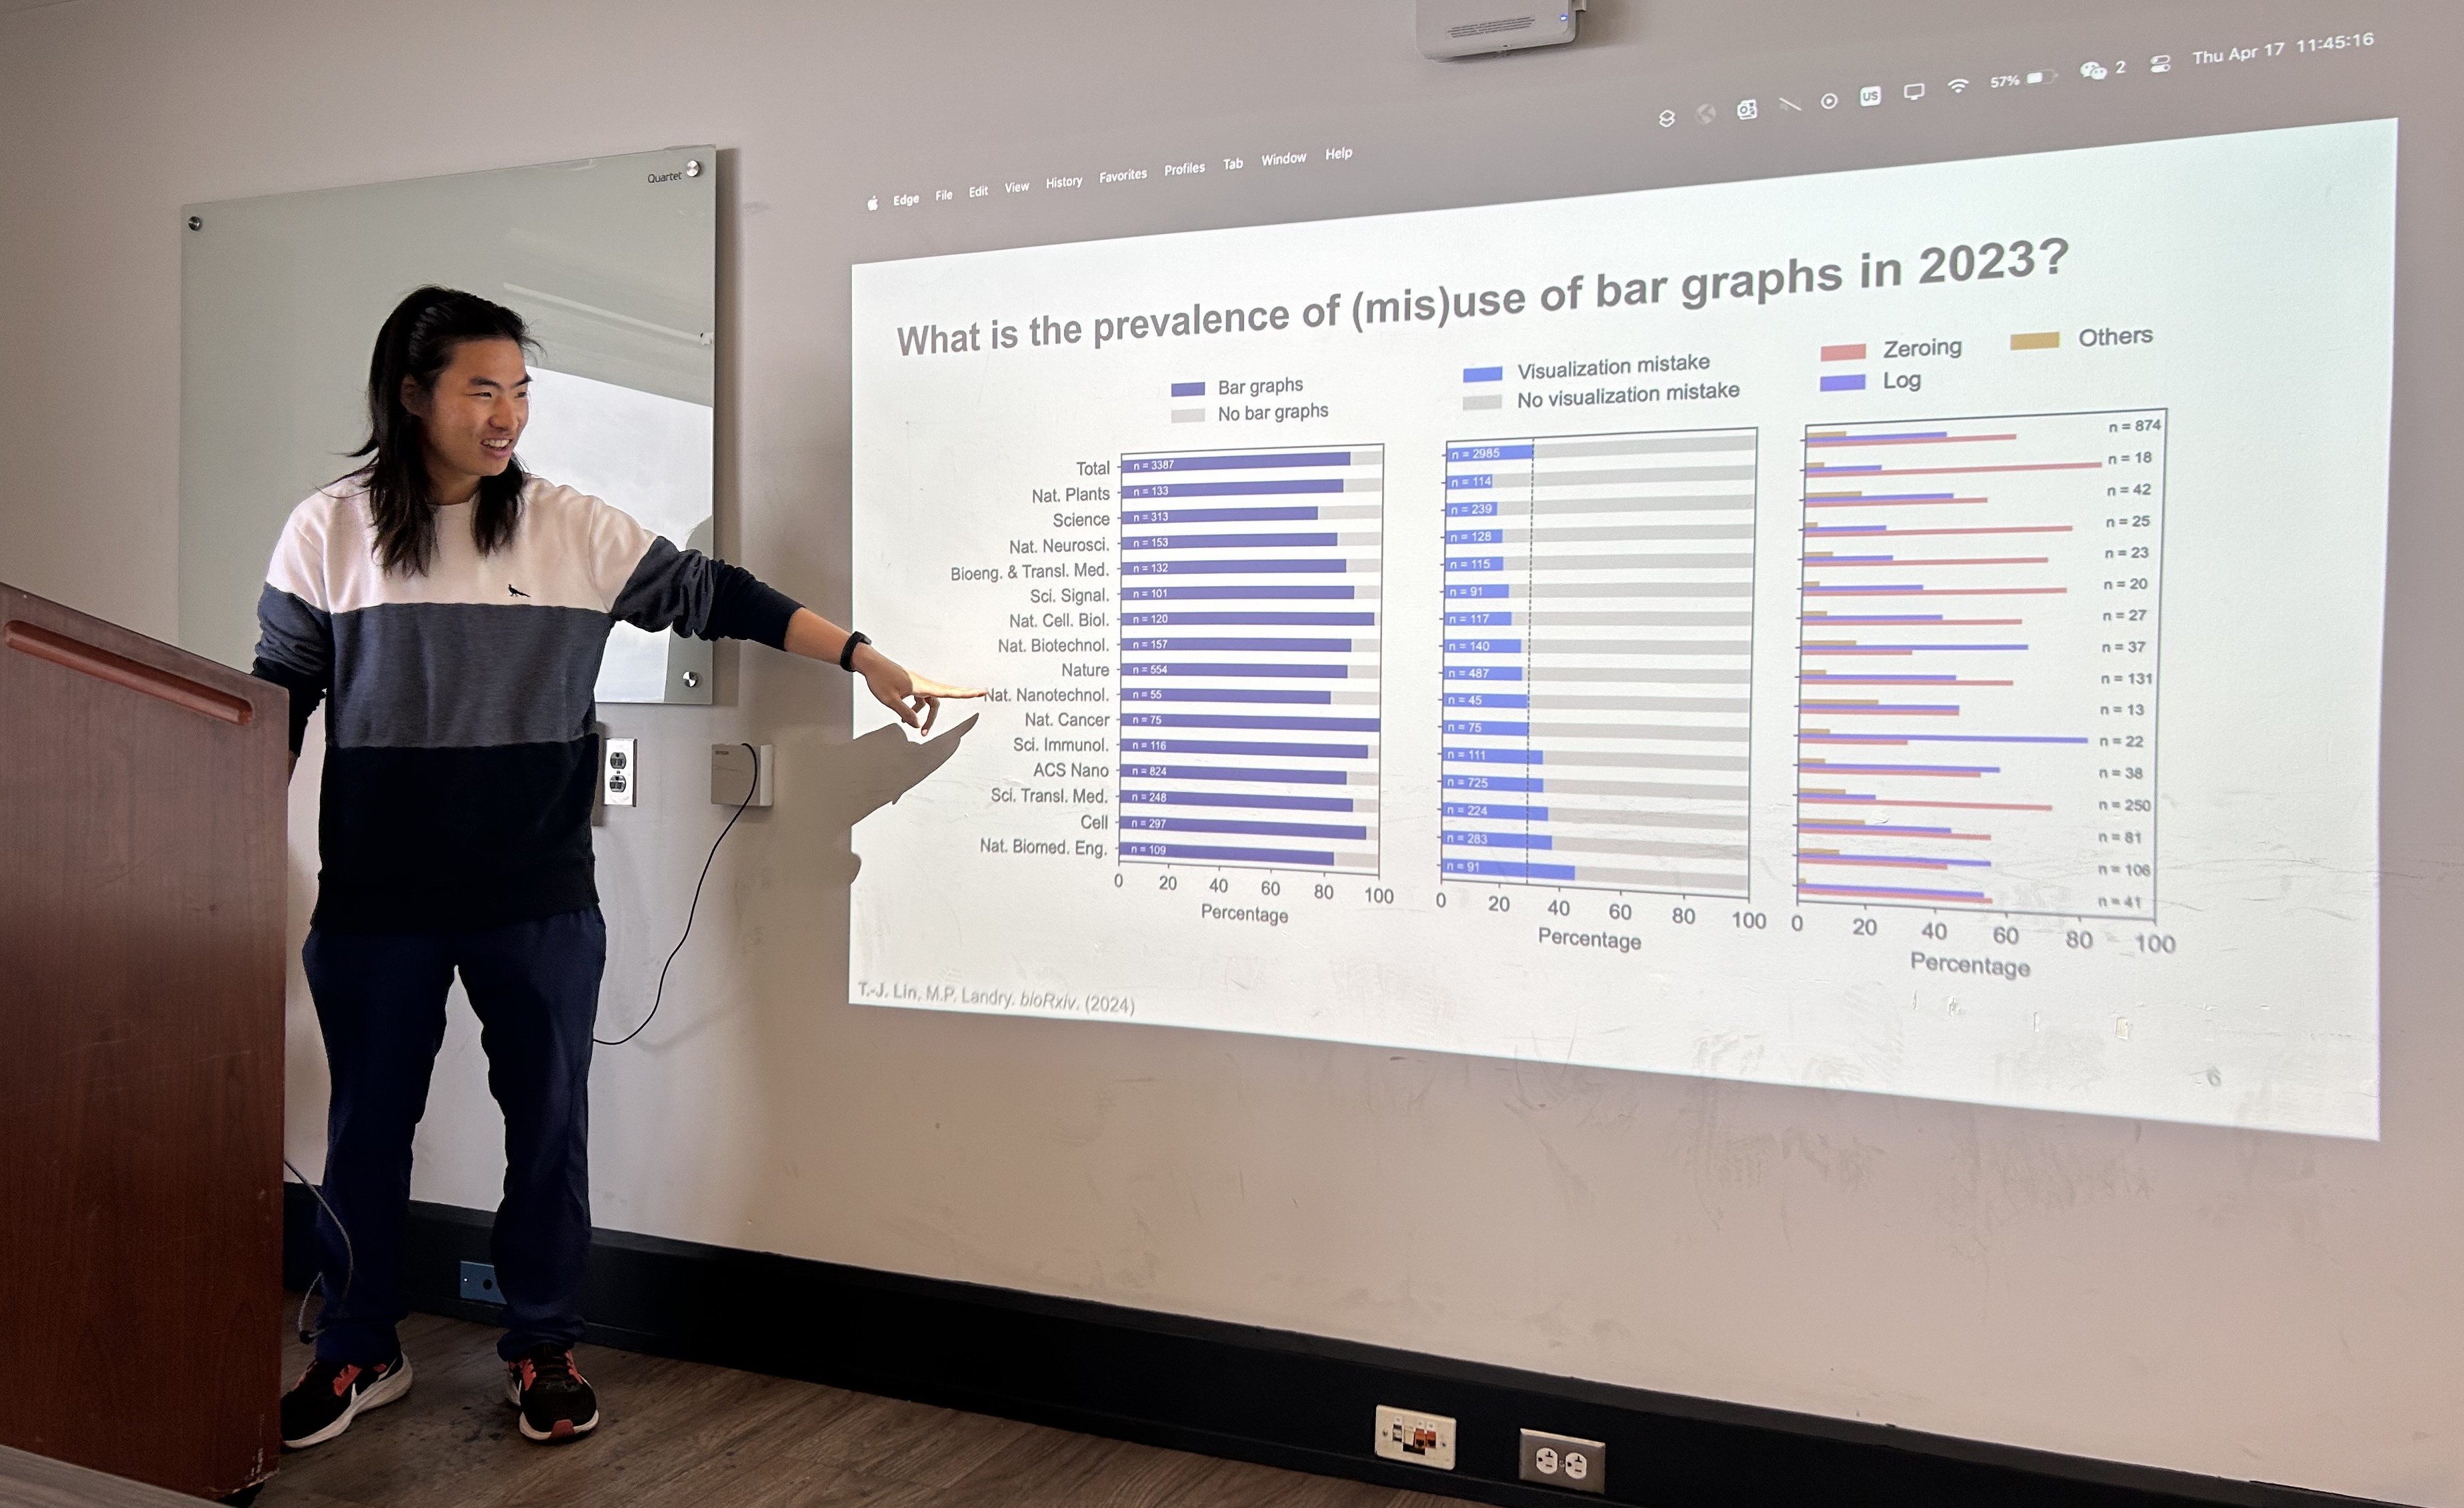 Thu Apr 17 11:45:16
57%
2
US
Edge File Edit View History Favorites Profiles Tab Window Help
Quartet
What is the prevalence of (mis)use of bar graphs in 2023?
Bar graphs
No bar graphs
Visualization mistake
No visualization mistake
Zeroing
Others
Log
Total
Nat. Plants
Science
Nat. Neurosci.
Bioeng. & Transl. Med.
Sci. Signal.
Nat. Cell. Biol.
Nat. Biotechnol.
Nature
Nat. Nanotechnol.
Nat. Cancer
Sci. Immunol.
ACS Nano
Sci. Transl. Med.
Cell
Nat. Biomed. Eng.
n = 3387
n = 133
n = 313
n = 153
n = 132
n = 101
n = 120
n = 157
n = 554
n = 55
n = 75
n = 116
n = 824
n = 248
n = 297
n = 109
0 20 40 60 80 100
Percentage
n = 2985
n = 114
n = 239
n = 128
n = 115
n = 91
n = 117
n = 140
n = 487
n = 45
n = 75
n = 111
n = 725
n = 224
n = 283
n = 91
0 20 40 60 80 100
Percentage
n = 874
n = 18
n = 42
n = 25
n = 23
n = 20
n = 27
n = 37
n = 131
n = 13
n = 22
n = 38
n = 250
n = 81
n = 106
n = 41
0 20 40 60 80 100
Percentage
T.-J. Lin, M.P. Landry. bioRxiv. (2024)
6